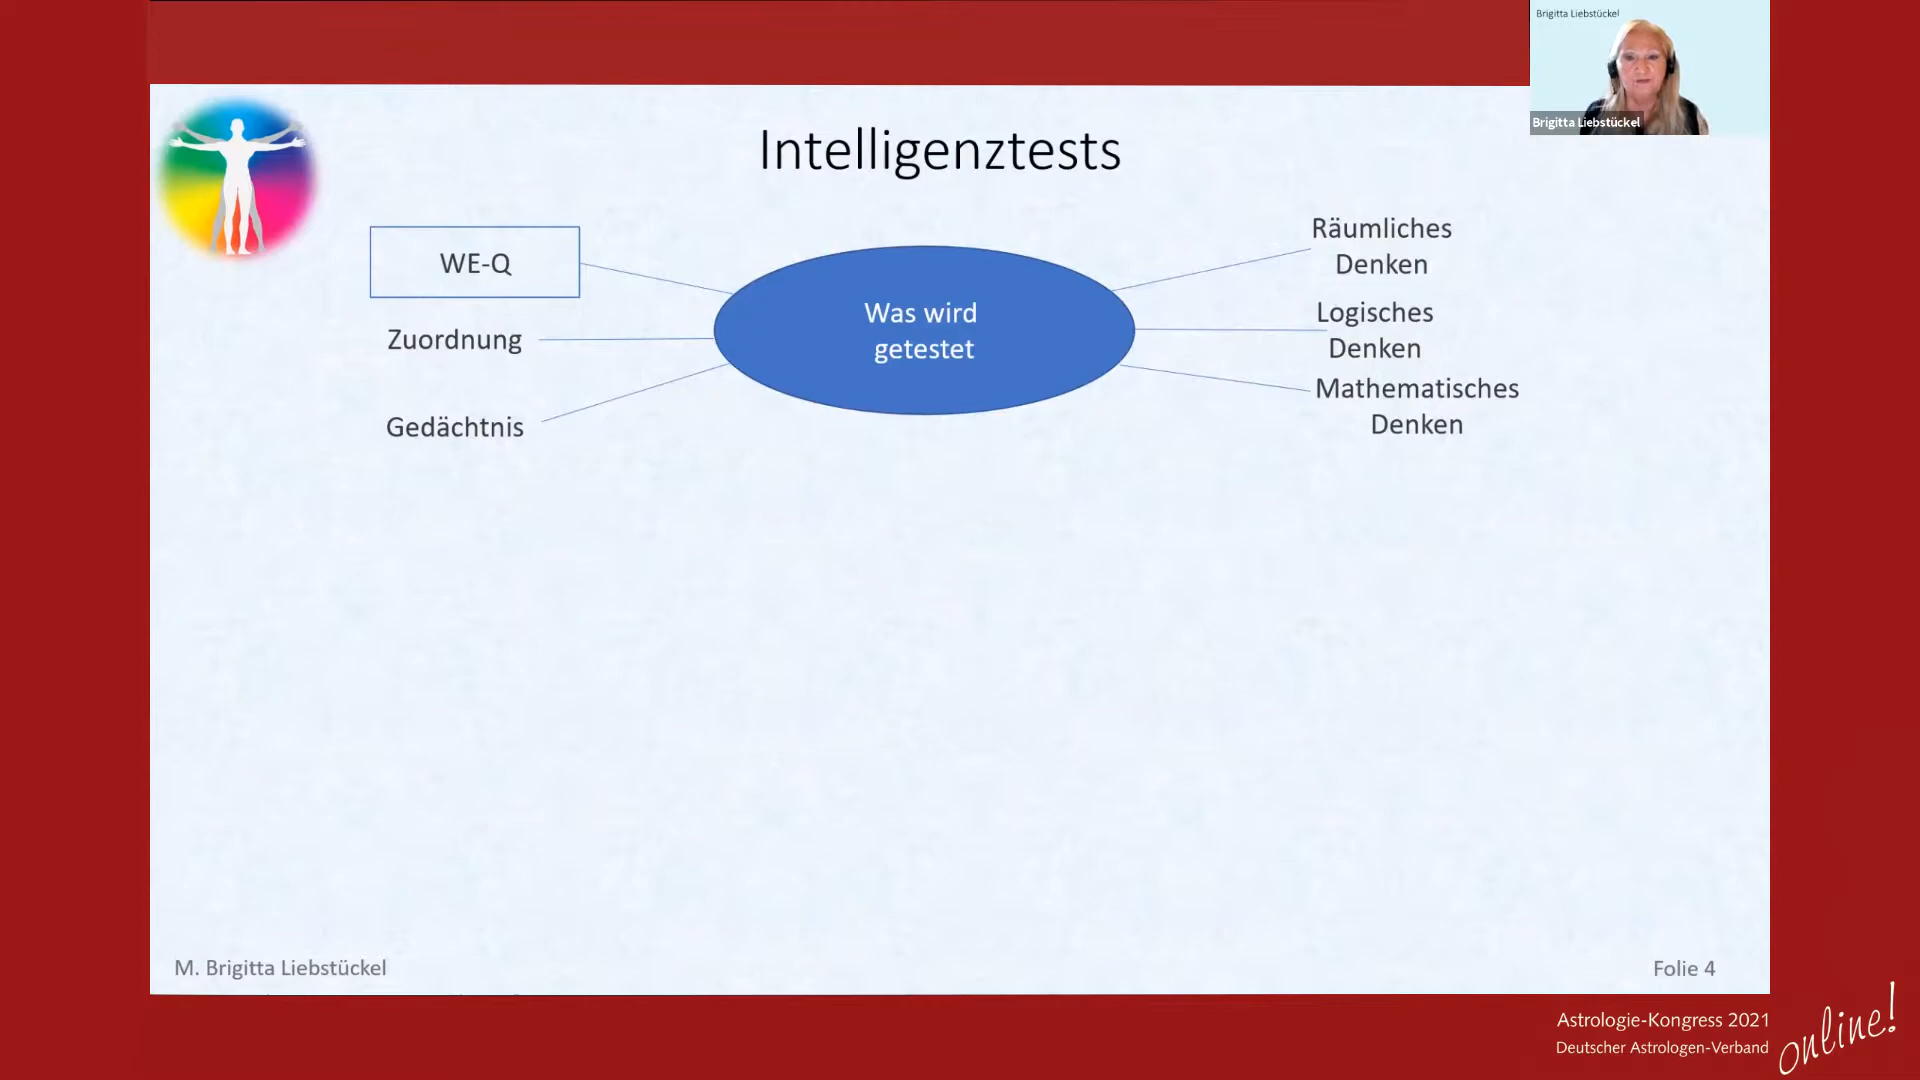 Brigitta Liebstückel
Brigitta Liebstückel
Intelligenztests
WE-Q
Zuordnung
Gedächtnis
Was wird
getestet
Räumliches
Denken
Logisches
Denken
Mathematisches
Denken
M. Brigitta Liebstückel
Folie 4
Astrologie-Kongress 2021
Deutscher Astrologen-Verband
online!